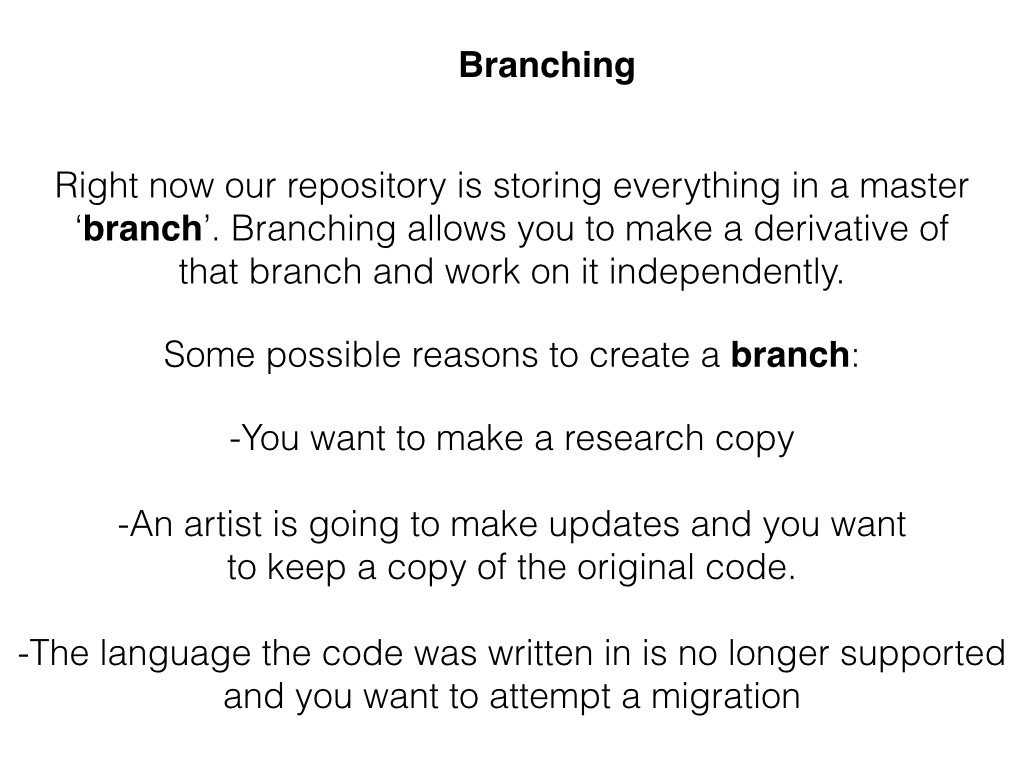 Branching
Right now our repository is storing everything in a master
‘branch’. Branching allows you to make a derivative of
that branch and work on it independently.
Some possible reasons to create a branch:
-You want to make a research copy
-An artist is going to make updates and you want
to keep a copy of the original code.
-The language the code was written in is no longer supported
and you want to attempt a migration